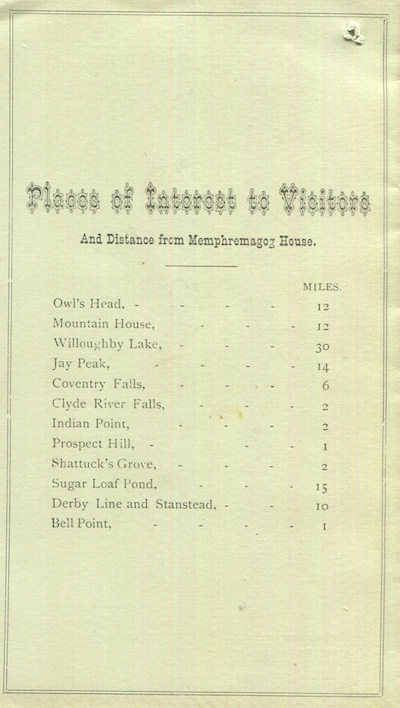 Places of Interest to Visitors
And Distance from Memphremagog House.
MILES.
Owl's Head, - - - - 12
Mountain House, - - - 12
Willoughby Lake, - - - - 30
Jay Peak, - - - - 14
Coventry Falls, - - - - 6
Clyde River Falls, - - - 2
Indian Point, - - - - 2
Prospect Hill, - - - - 1
Shattuck's Grove, - - - - 2
Sugar Loaf Pond, - - - 15
Derby Line and Stanstead, - - - 10
Bell Point, - - - - 1